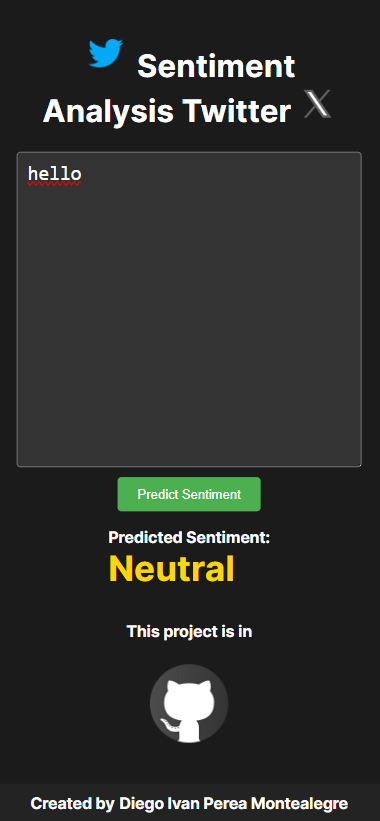 Sentiment
Analysis Twitter
hello
Predict Sentiment
Predicted Sentiment:
Neutral
This project is in
Created by Diego Ivan Perea Montealegre